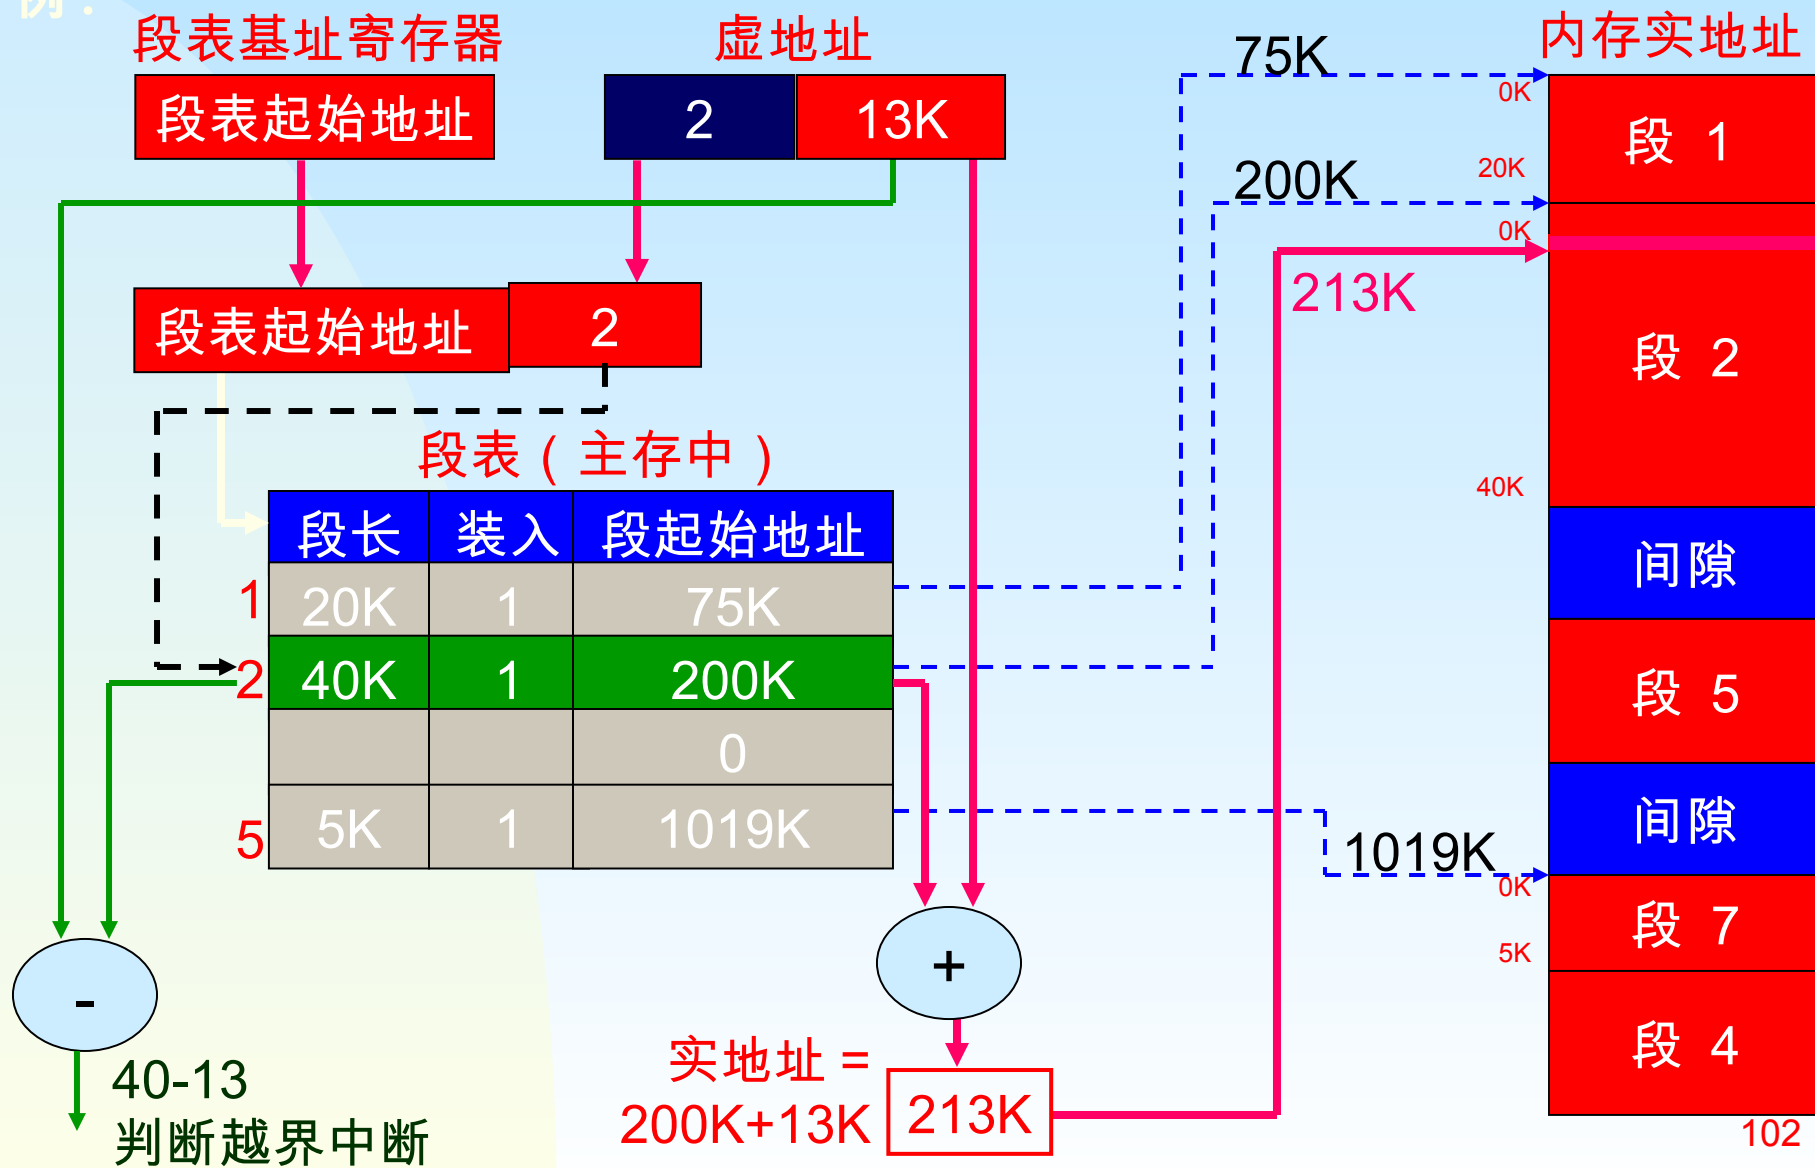 例：
段表基址寄存器
虚地址
内存实地址
75K
0K
段表起始地址
2
13K
段 1
20K
200K
0K
213K
段表起始地址
2
段 2
段表（主存中）
40K
段长
装入
段起始地址
间隙
1
20K
1
75K
2
40K
1
200K
段 5
0
5
5K
1
1019K
间隙
1019K
0K
段 7
5K
-
+
40-13
判断越界中断
实地址 =
200K+13K
213K
段 4
102